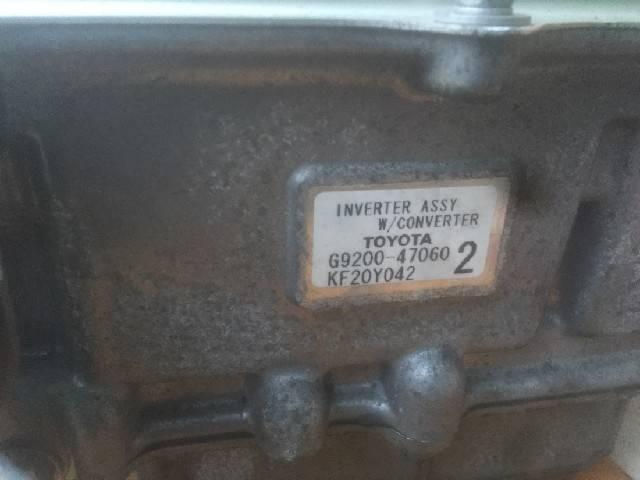 INVERTER ASSY
W/CONVERTER
TOYOTA
G9200-47060 2
KF20Y042